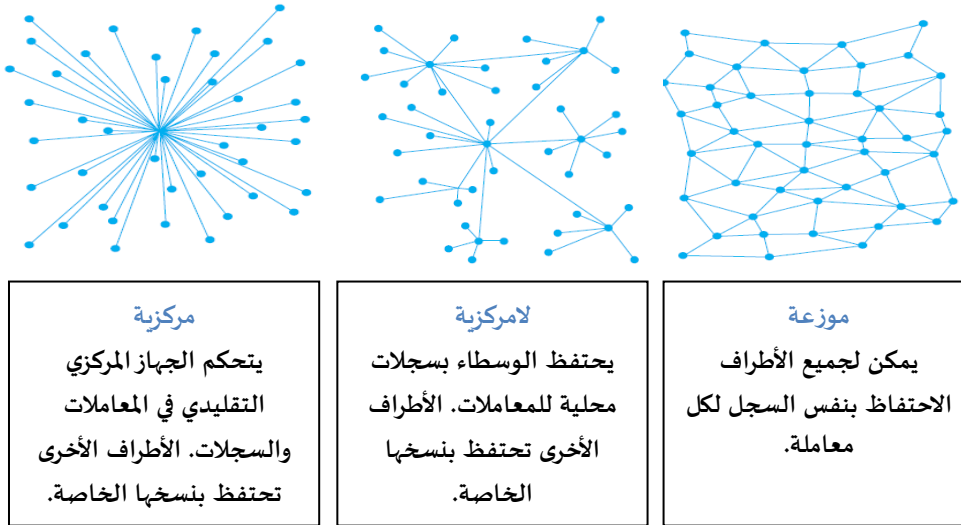 موزعة
يمكن لجميع الأطراف
الاحتفاظ بنفس السجل لكل
معاملة.
لامركزية
يحتفظ الوسطاء بسجلات
محلية للمعاملات. الأطراف
الأخرى تحتفظ بنسخها
الخاصة.
مركزية
يتحكم الجهاز المركزي
التقليدي في المعاملات
والسجلات. الأطراف الأخرى
تحتفظ بنسخها الخاصة.